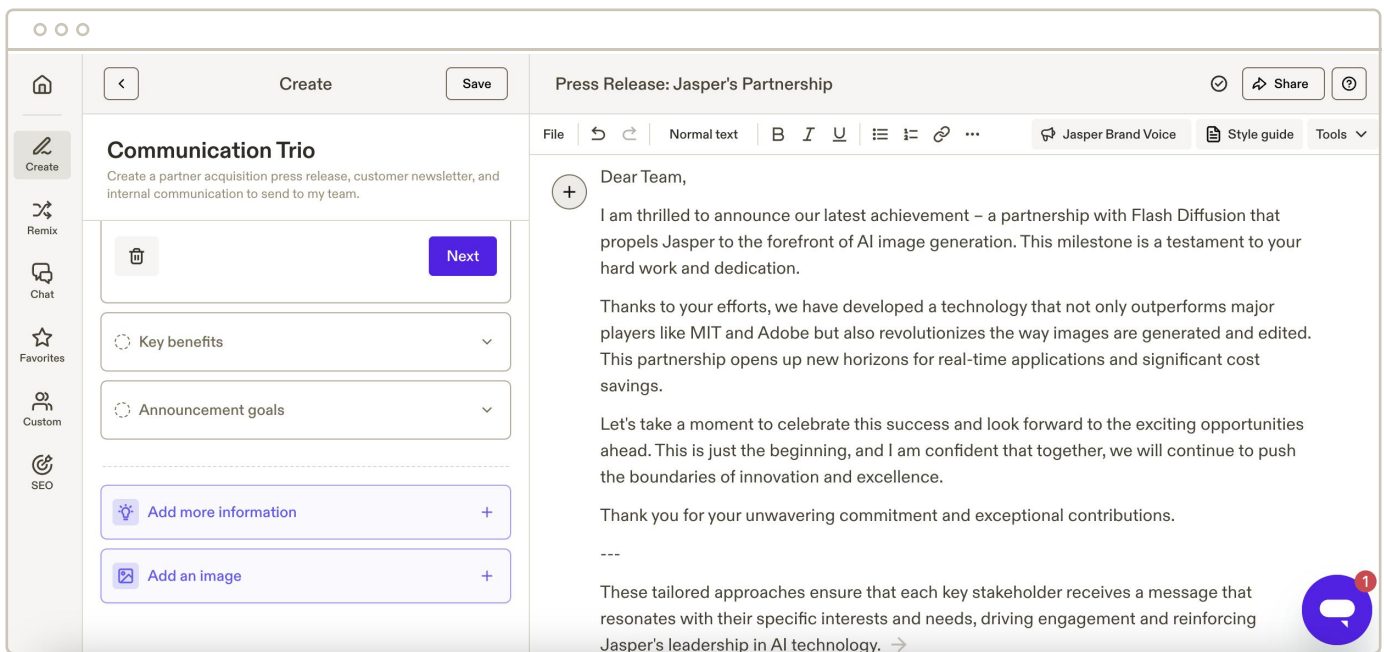 Create
Save
Press Release: Jasper's Partnership
Share
File
Normal text
B I U
Jasper Brand Voice
Style guide
Tools
Create
Remix
Chat
Favorites
Custom
SEO
Communication Trio
Create a partner acquisition press release, customer newsletter, and
internal communication to send to my team.
Next
Key benefits
Announcement goals
Add more information
Add an image
Dear Team,
I am thrilled to announce our latest achievement – a partnership with Flash Diffusion that
propels Jasper to the forefront of AI image generation. This milestone is a testament to your
hard work and dedication.
Thanks to your efforts, we have developed a technology that not only outperforms major
players like MIT and Adobe but also revolutionizes the way images are generated and edited.
This partnership opens up new horizons for real-time applications and significant cost
savings.
Let's take a moment to celebrate this success and look forward to the exciting opportunities
ahead. This is just the beginning, and I am confident that together, we will continue to push
the boundaries of innovation and excellence.
Thank you for your unwavering commitment and exceptional contributions.
---
These tailored approaches ensure that each key stakeholder receives a message that
resonates with their specific interests and needs, driving engagement and reinforcing
Jasper's leadership in AI technology.
1